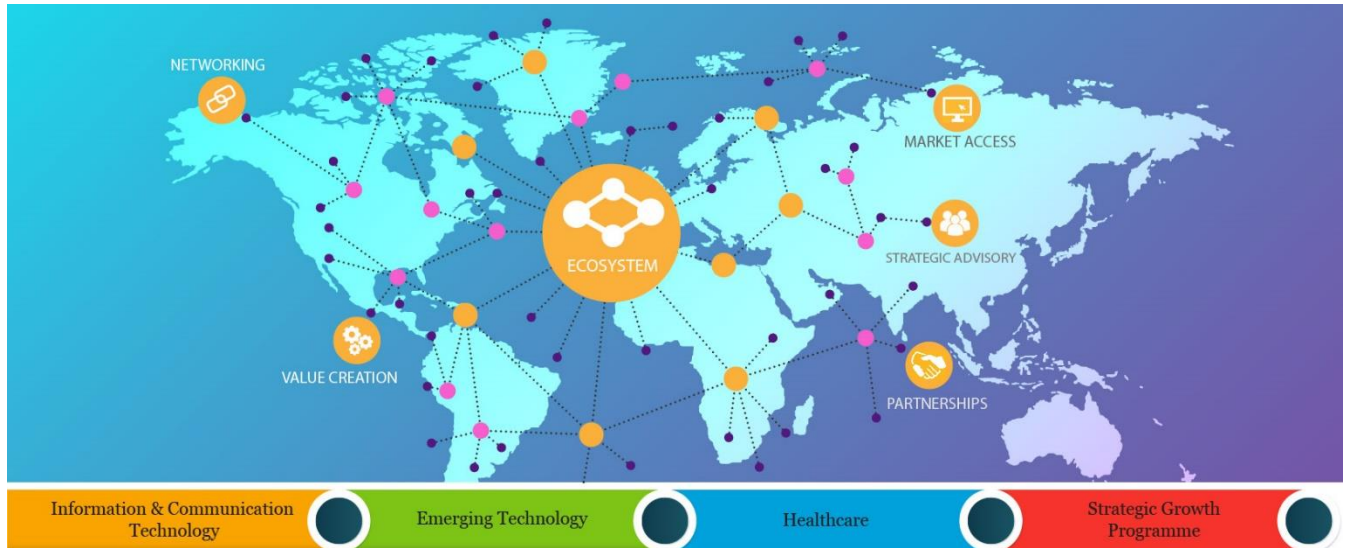 NETWORKING
MARKET ACCESS
ECOSYSTEM
STRATEGIC ADVISORY
VALUE CREATION
PARTNERSHIPS
Information & Communication
Technology
Emerging Technology
Healthcare
Strategic Growth
Programme